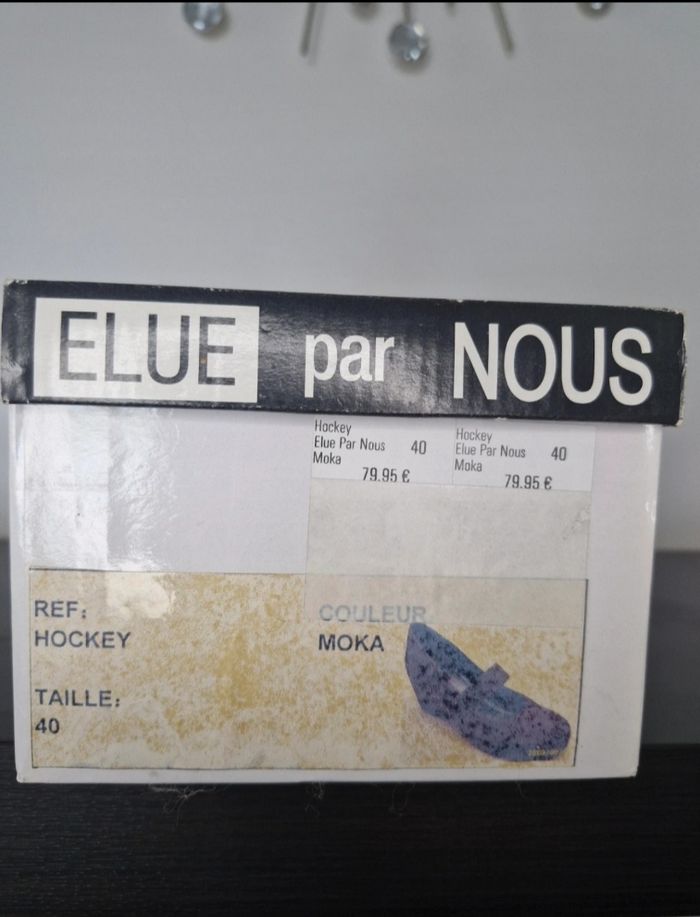 ELUE par NOUS
Hockey
Elue Par Nous 40
Moka
79.95 €
Hockey
Elue Par Nous 40
Moka
79.95 €
REF:
HOCKEY
COULEUR
MOKA
TAILLE:
40